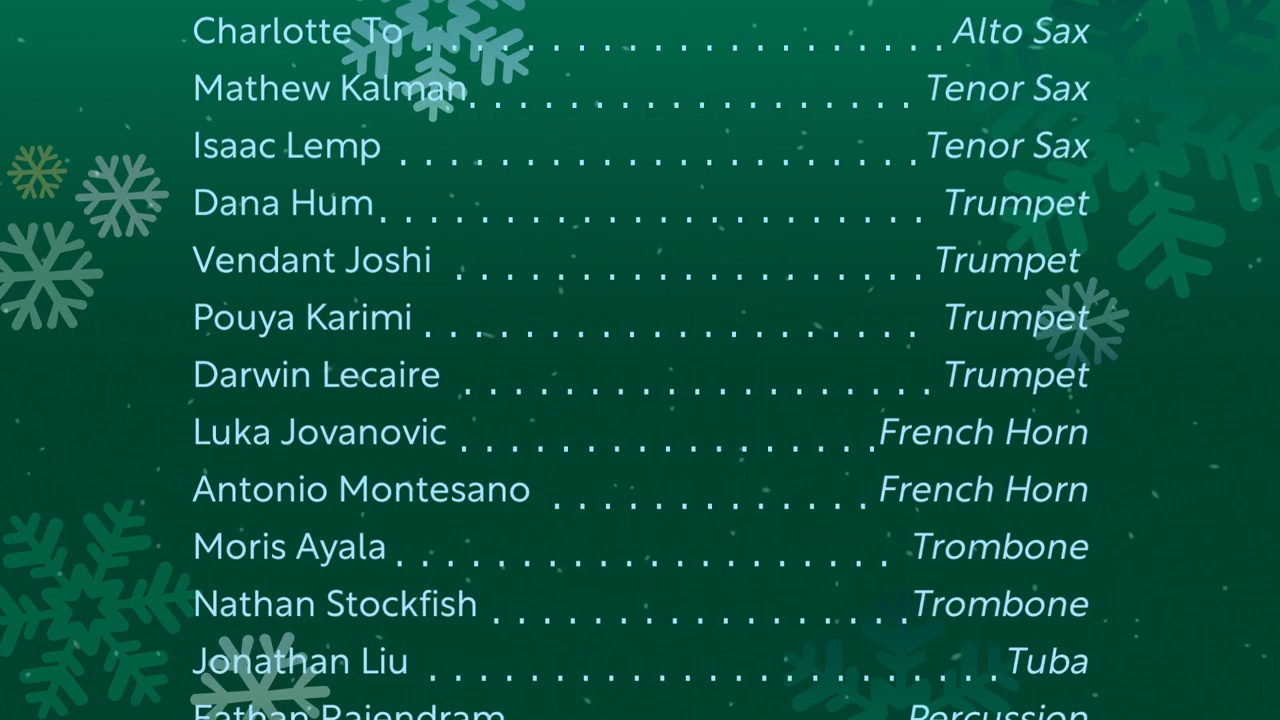 Charlotte To . . . . . . . . . . . . . . . . . . . . . Alto Sax
Mathew Kalman. . . . . . . . . . . . . . . . . . Tenor Sax
Isaac Lemp . . . . . . . . . . . . . . . . . . . . . Tenor Sax
Dana Hum. . . . . . . . . . . . . . . . . . . . . . Trumpet
Vendant Joshi . . . . . . . . . . . . . . . . . . . Trumpet
Pouya Karimi . . . . . . . . . . . . . . . . . . . . Trumpet
Darwin Lecaire . . . . . . . . . . . . . . . . . . . Trumpet
Luka Jovanovic . . . . . . . . . . . . . . . . . French Horn
Antonio Montesano . . . . . . . . . . . . . French Horn
Moris Ayala . . . . . . . . . . . . . . . . . . . . Trombone
Nathan Stockfish . . . . . . . . . . . . . . . . . Trombone
Jonathan Liu . . . . . . . . . . . . . . . . . . . . . . . Tuba
Rajendram Percussion